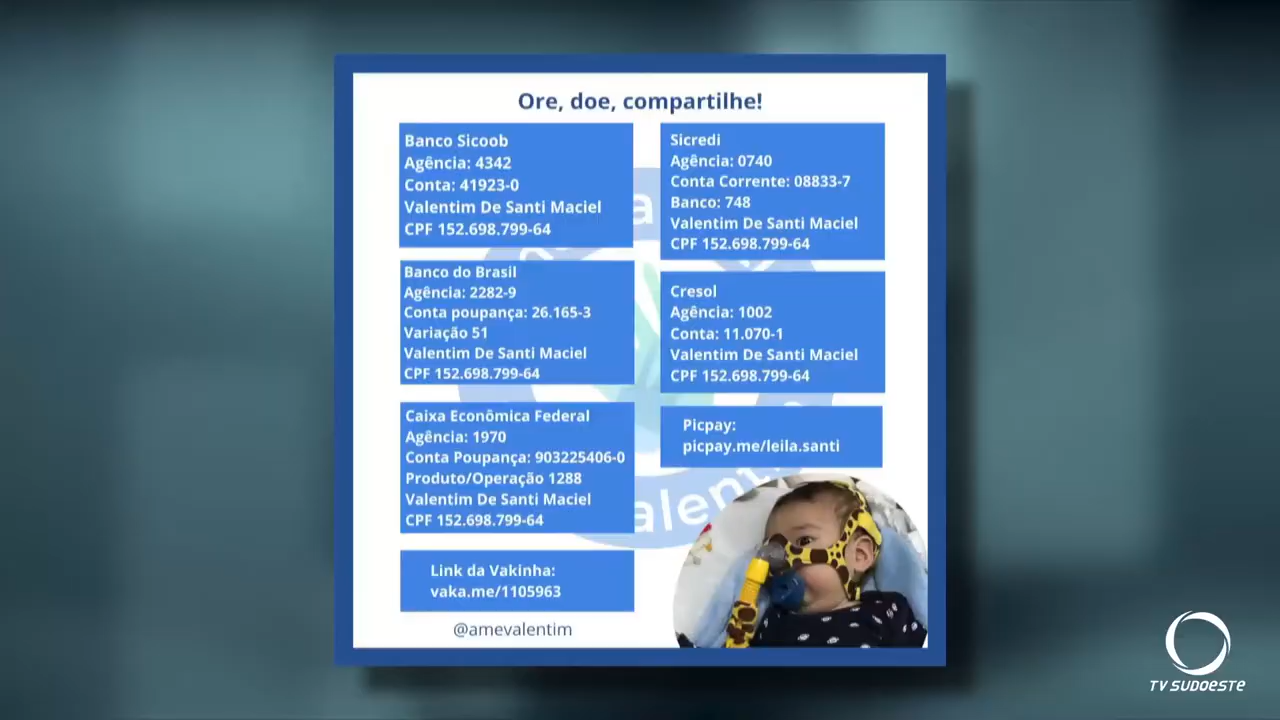 Ore, doe, compartilhe!
Banco Sicoob
Agência: 4342
Conta: 41923-0
Valentim De Santi Maciel
CPF 152.698.799-64
Banco do Brasil
Agência: 2282-9
Conta poupança: 26.165-3
Variação 51
Valentim De Santi Maciel
CPF 152.698.799-64
Caixa Econômica Federal
Agência: 1970
Conta Poupança: 903225406-0
Produto/Operação 1288
Valentim De Santi Maciel
CPF 152.698.799-64
Link da Vakinha:
vaka.me/1105963
@amevalentim
Sicredi
Agência: 0740
Conta Corrente: 08833-7
Banco: 748
Valentim De Santi Maciel
CPF 152.698.799-64
Cresol
Agência: 1002
Conta: 11.070-1
Valentim De Santi Maciel
CPF 152.698.799-64
Picpay:
picpay.me/leila.santi
TV SUDOESTE